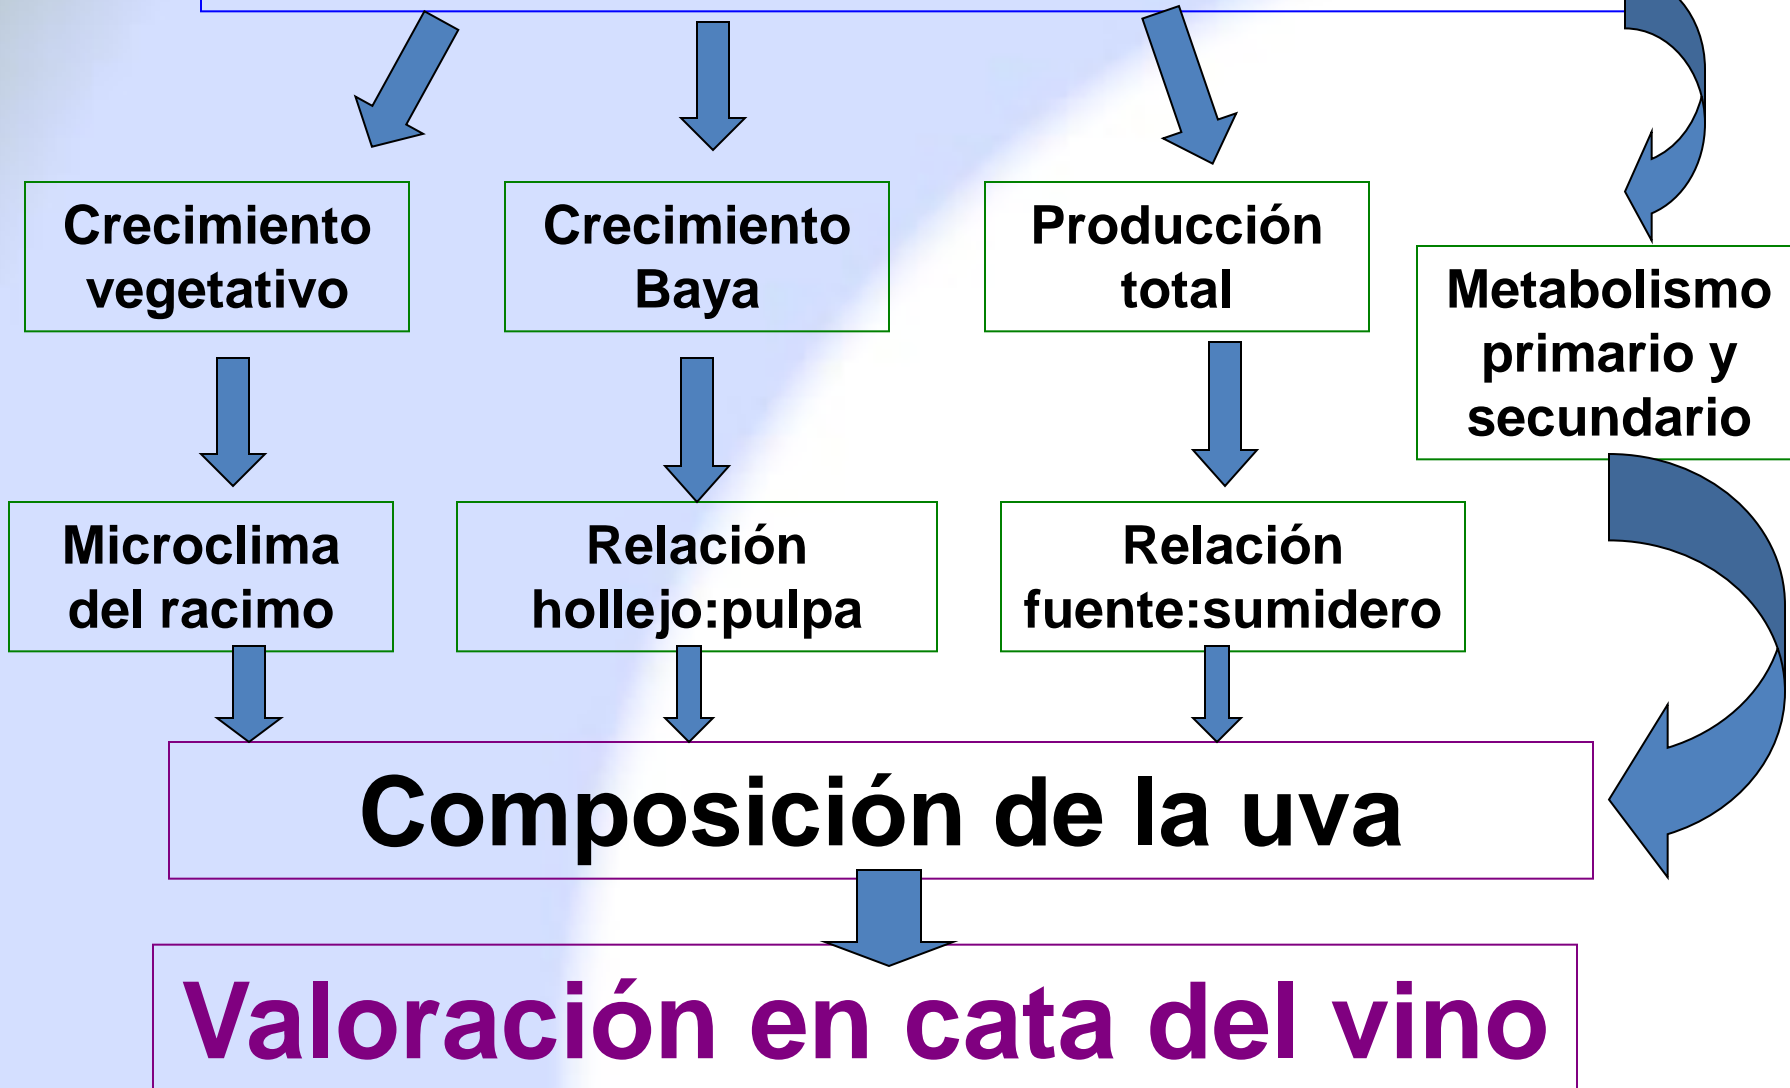 Crecimiento
vegetativo
Crecimiento
Baya
Producción
total
Metabolismo
primario y
secundario
Microclima
del racimo
Relación
hollejo:pulpa
Relación
fuente:sumidero
Composición de la uva
Valoración en cata del vino